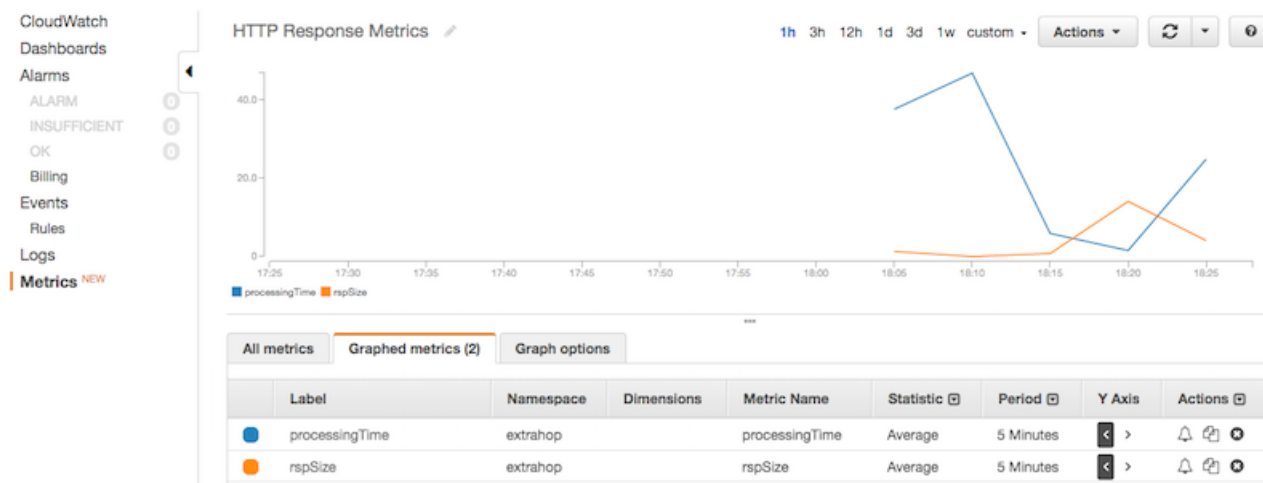 CloudWatch
Dashboards
Alarms
ALARM 0
INSUFFICIENT 0
OK 0
Billing
Events
Rules
Logs
Metrics NEW
HTTP Response Metrics
1h 3h 12h 1d 3d 1w custom
Actions
40.0
20.0
0
17:25 17:30 17:35 17:40 17:45 17:50 17:55 18:00 18:05 18:10 18:15 18:20 18:25
processingTime rspSize
All metrics Graphed metrics (2) Graph options
Label Namespace Dimensions Metric Name Statistic Period Y Axis Actions
processingTime extrahop processingTime Average 5 Minutes < >
rspSize extrahop rspSize Average 5 Minutes < >